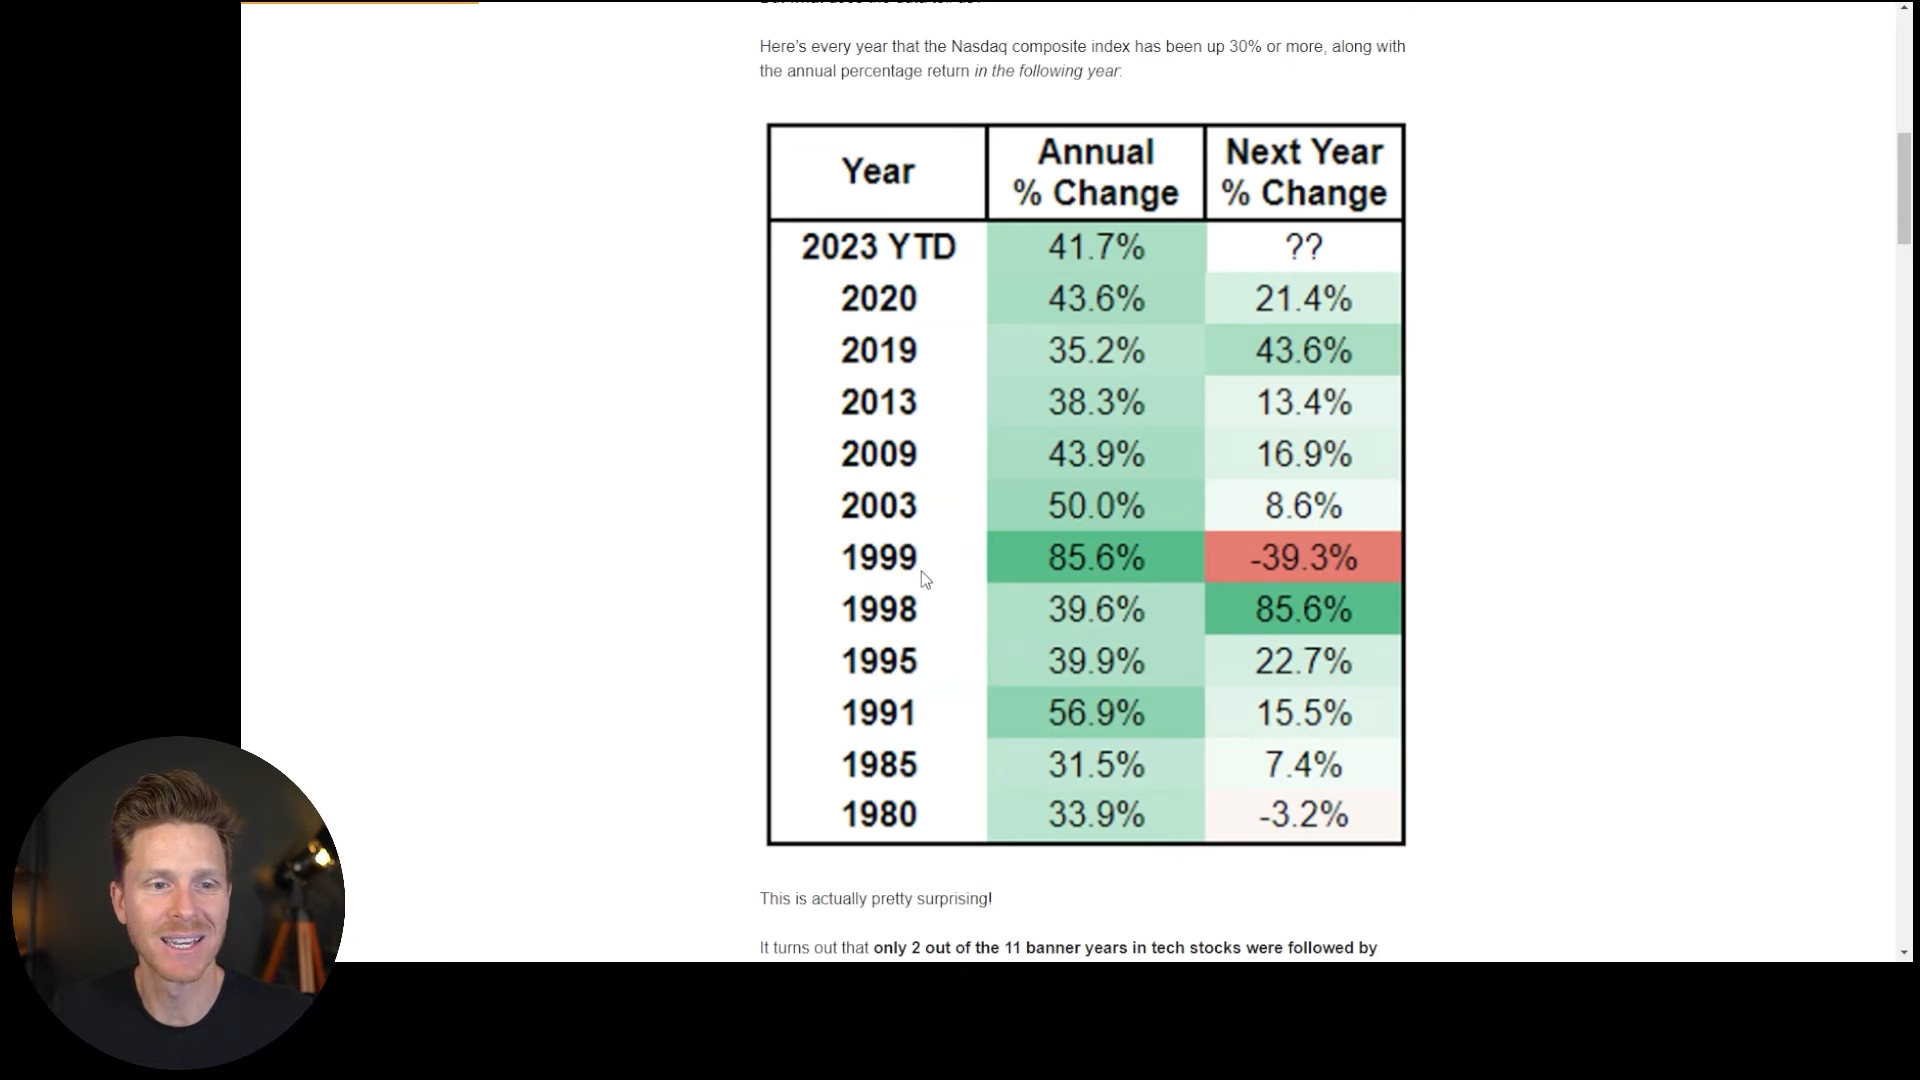 Here's every year that the Nasdaq composite index has been up 30% or more, along with
the annual percentage return in the following year:
Year Annual % Change Next Year % Change
2023 YTD 41.7% ??
2020 43.6% 21.4%
2019 35.2% 43.6%
2013 38.3% 13.4%
2009 43.9% 16.9%
2003 50.0% 8.6%
1999 85.6% -39.3%
1998 39.6% 85.6%
1995 39.9% 22.7%
1991 56.9% 15.5%
1985 31.5% 7.4%
1980 33.9% -3.2%
This is actually pretty surprising!
It turns out that only 2 out of the 11 banner years in tech stocks were followed by